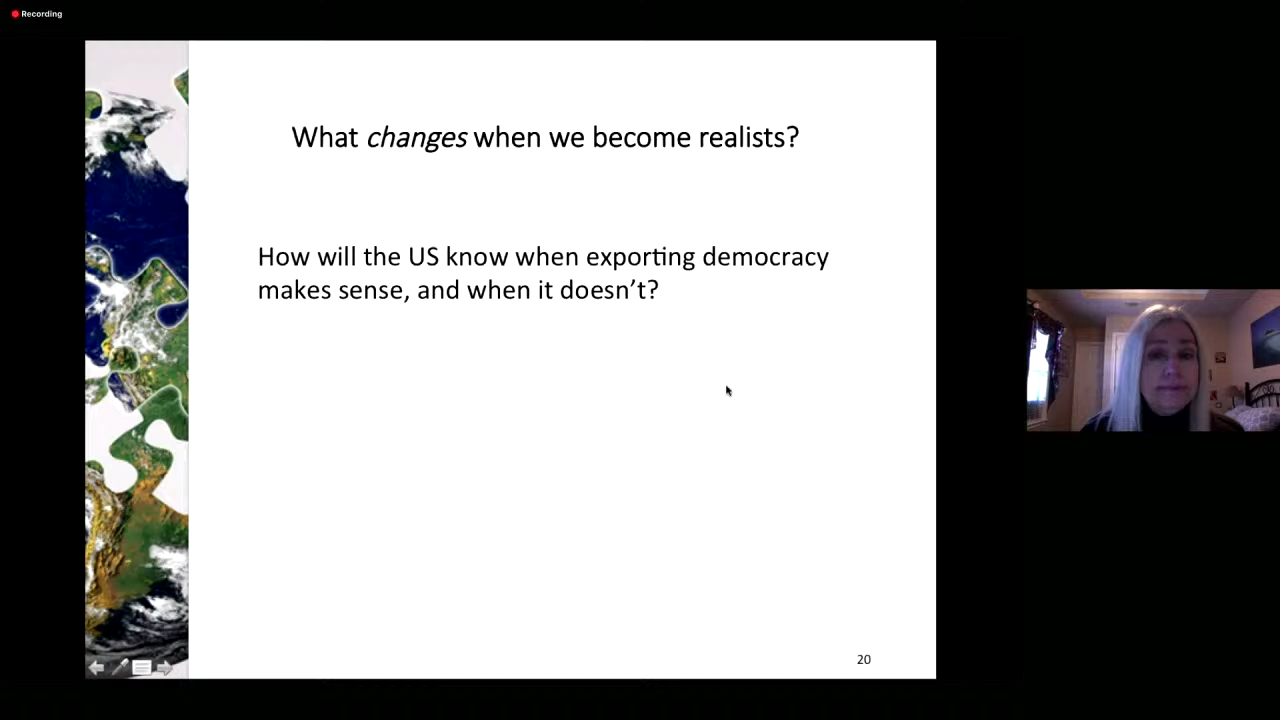 Recording
What changes when we become realists?
How will the US know when exporting democracy
makes sense, and when it doesn’t?
20